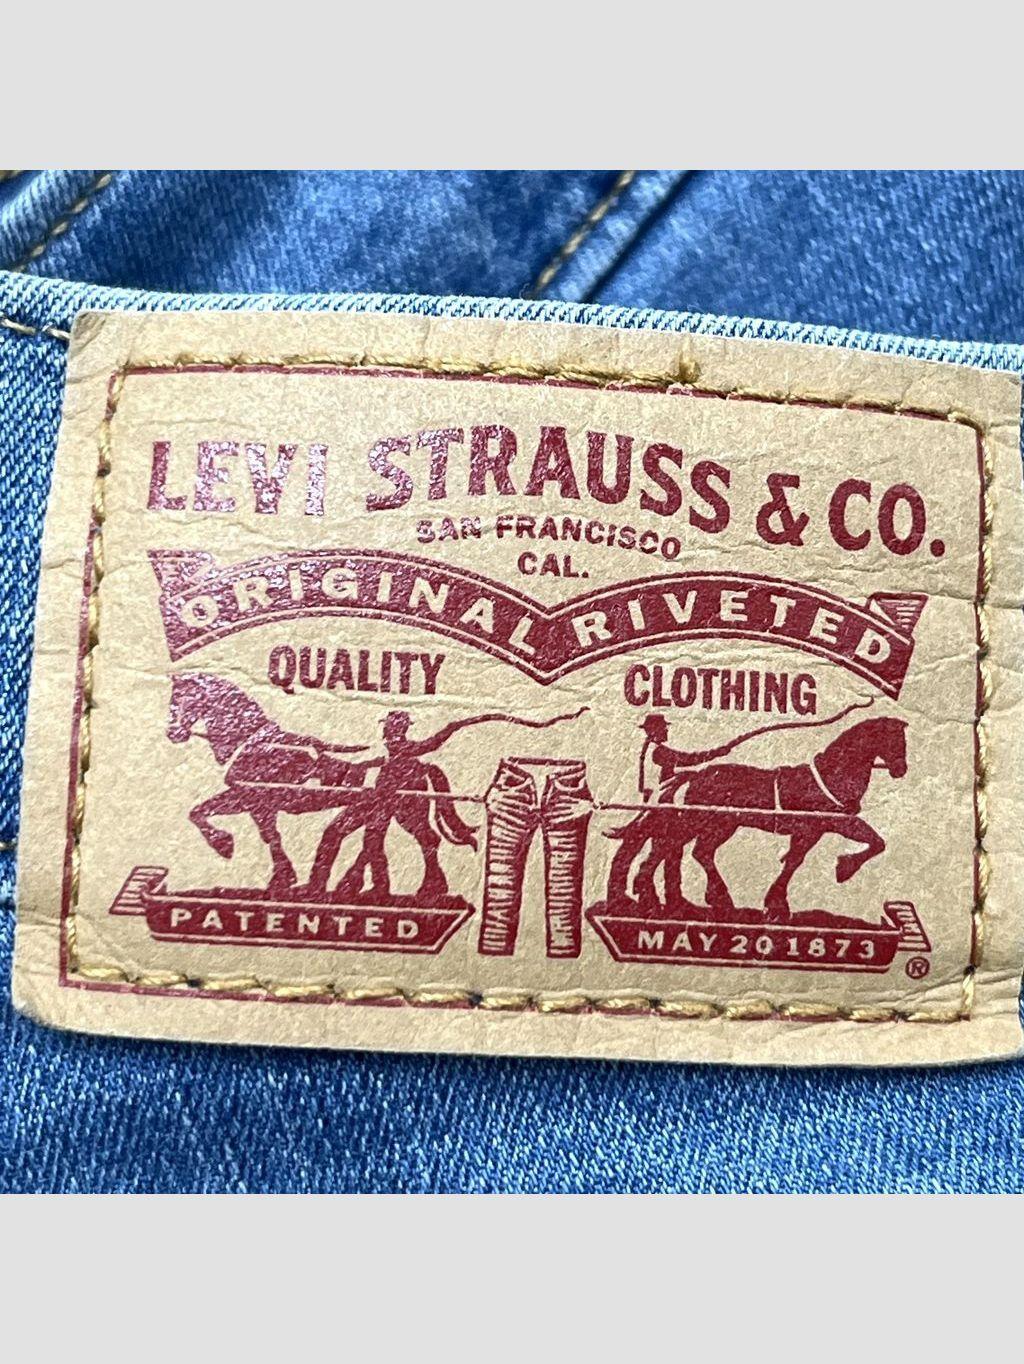 LEVI STRAUSS & CO.
SAN FRANCISCO
CAL.
ORIGINAL RIVETED
QUALITY CLOTHING
PATENTED MAY 20 1873 ®